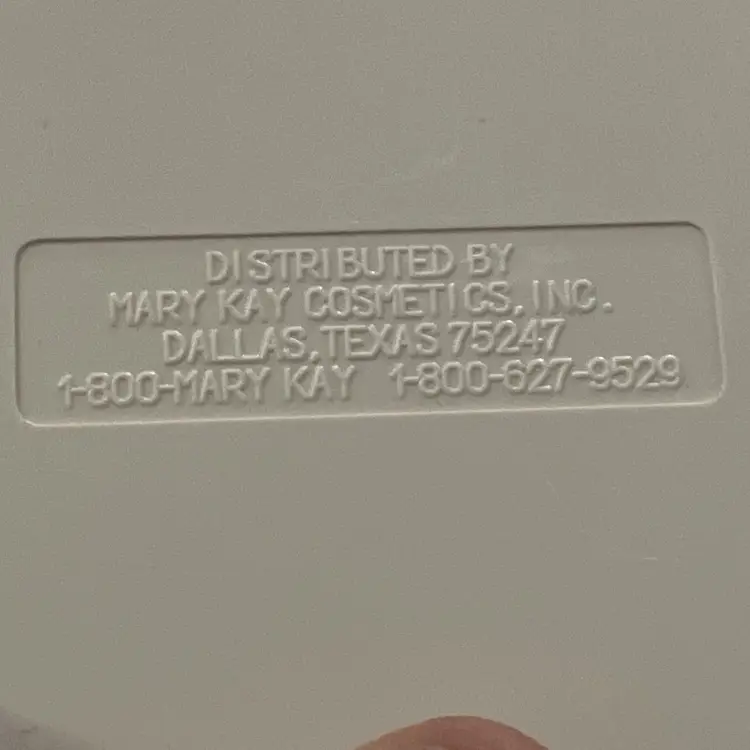 DISTRIBUTED BY
MARY KAY COSMETICS, INC.
DALLAS, TEXAS 75247
1-800-MARY KAY 1-800-627-9529